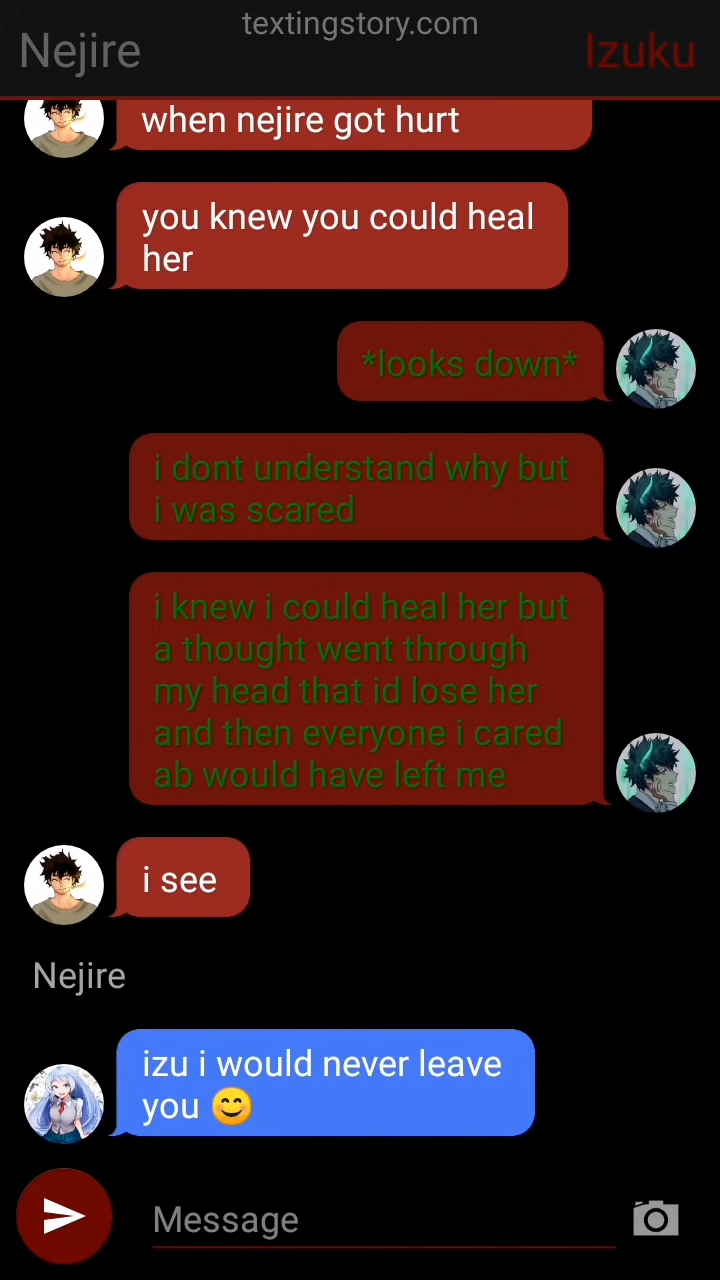 textingstory.com
Nejire
Izuku
when nejire got hurt
you knew you could heal
her
*looks down*
i dont understand why but
i was scared
i knew i could heal her but
a thought went through
my head that id lose her
and then everyone i cared
ab would have left me
i see
Nejire
izu i would never leave
you 😊
Message